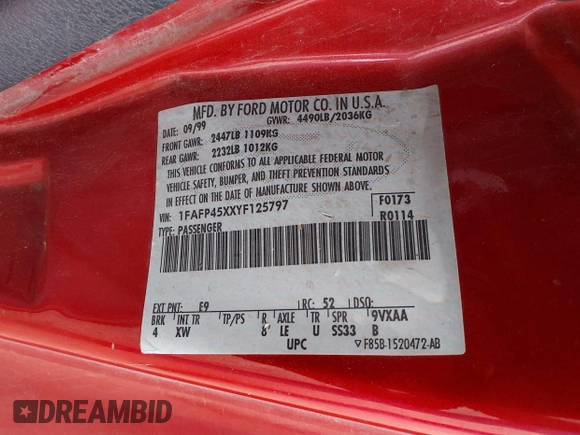 MFD. BY FORD MOTOR CO. IN U.S.A.
DATE: 09/99 GVWR: 4490LB/2036KG
FRONT GAWR: 2447LB 1109KG
REAR GAWR: 2232LB 1012KG
THIS VEHICLE CONFORMS TO ALL APPLICABLE FEDERAL MOTOR
VEHICLE SAFETY, BUMPER, AND THEFT PREVENTION STANDARDS
IN EFFECT ON THE DATE OF MANUFACTURE SHOWN ABOVE.
VIN: 1FAFP45XXYF125797 F0173
TYPE: PASSENGER R0114
EXT PNT: E9 RC: 52 DSO:
BRK INT TR TP/PS R AXLE TR SPR 9VXAA
4 XW 6 LE U SS33 B
UPC F85B-1520472-AB
DREAMBID